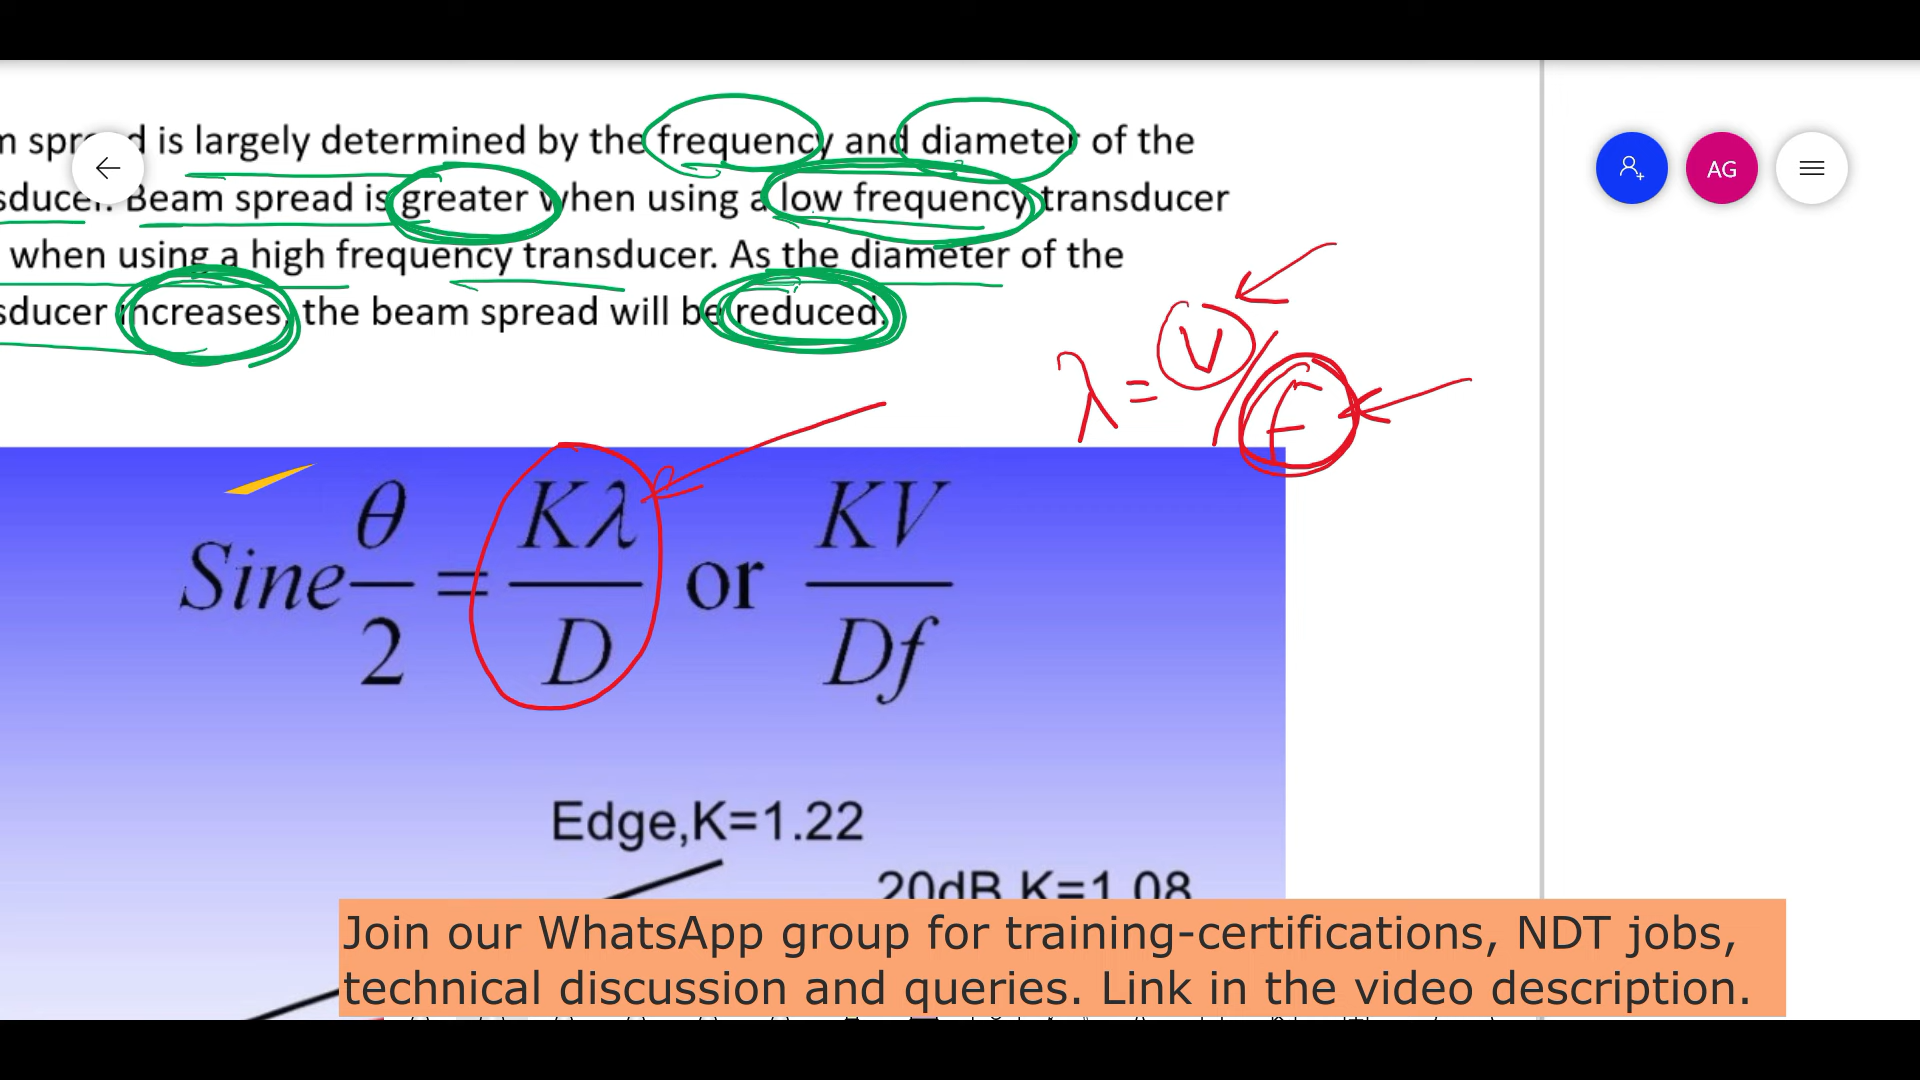 m spread is largely determined by the frequency and diameter of the
AG
sducer. Beam spread is greater when using a low frequency transducer
when using a high frequency transducer. As the diameter of the
sducer increases, the beam spread will be reduced.
λ = V/F
Sine θ/2 = Kλ/D or KV/Df
Edge,K=1.22
20dB,K=1.08
Join our WhatsApp group for training-certifications, NDT jobs,
technical discussion and queries. Link in the video description.